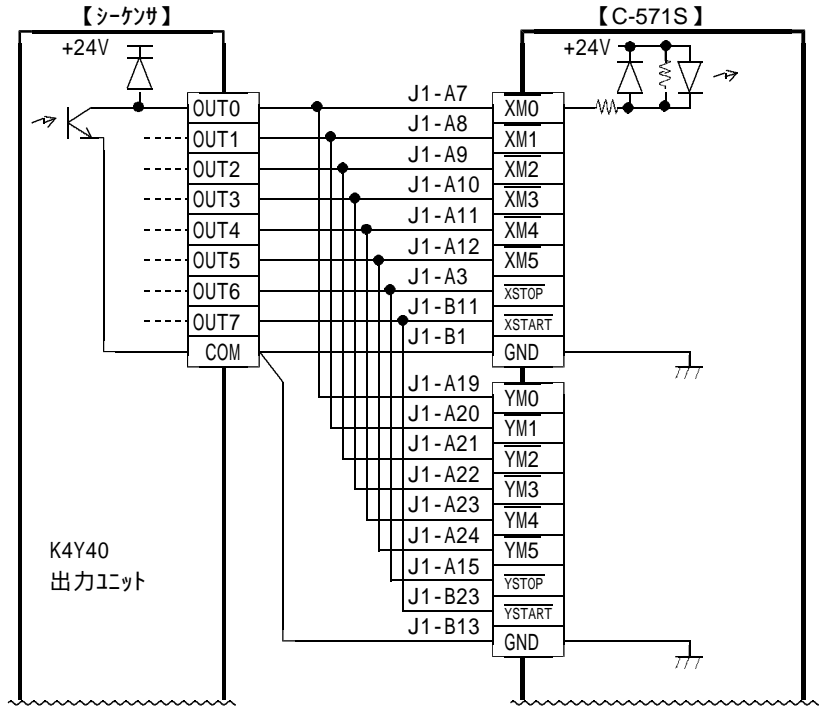 【ｼｰｹﾝｻ】
【C-571S】
+24V
+24V
OUT0 J1-A7 XM0
OUT1 J1-A8 XM1
OUT2 J1-A9 XM2
OUT3 J1-A10 XM3
OUT4 J1-A11 XM4
OUT5 J1-A12 XM5
OUT6 J1-A3 XSTOP
OUT7 J1-B11 XSTART
COM J1-B1 GND
J1-A19 YM0
J1-A20 YM1
J1-A21 YM2
J1-A22 YM3
J1-A23 YM4
J1-A24 YM5
J1-A15 YSTOP
J1-B23 YSTART
J1-B13 GND
K4Y40
出力ﾕﾆｯﾄ